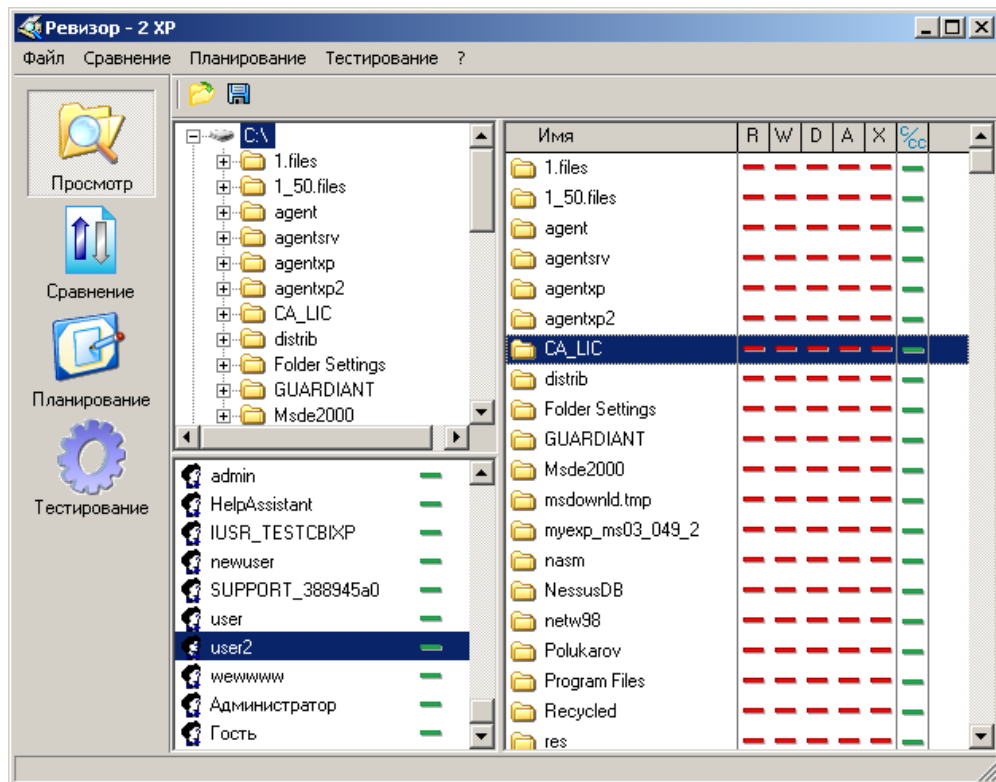 Ревизор - 2 XP
Файл Сравнение Планирование Тестирование ?
Просмотр
Сравнение
Планирование
Тестирование
C:\
1.files
1_50.files
agent
agentsrv
agentxp
agentxp2
CA_LIC
distrib
Folder Settings
GUARDIANT
Msde2000
admin
HelpAssistant
IUSR_TESTCBIXP
newuser
SUPPORT_388945a0
user
user2
wewwww
Администратор
Гость
Имя R W D A X C/CC
1.files
1_50.files
agent
agentsrv
agentxp
agentxp2
CA_LIC
distrib
Folder Settings
GUARDIANT
Msde2000
msdownld.tmp
myexp_ms03_049_2
nasm
NessusDB
netw98
Polukarov
Program Files
Recycled
res